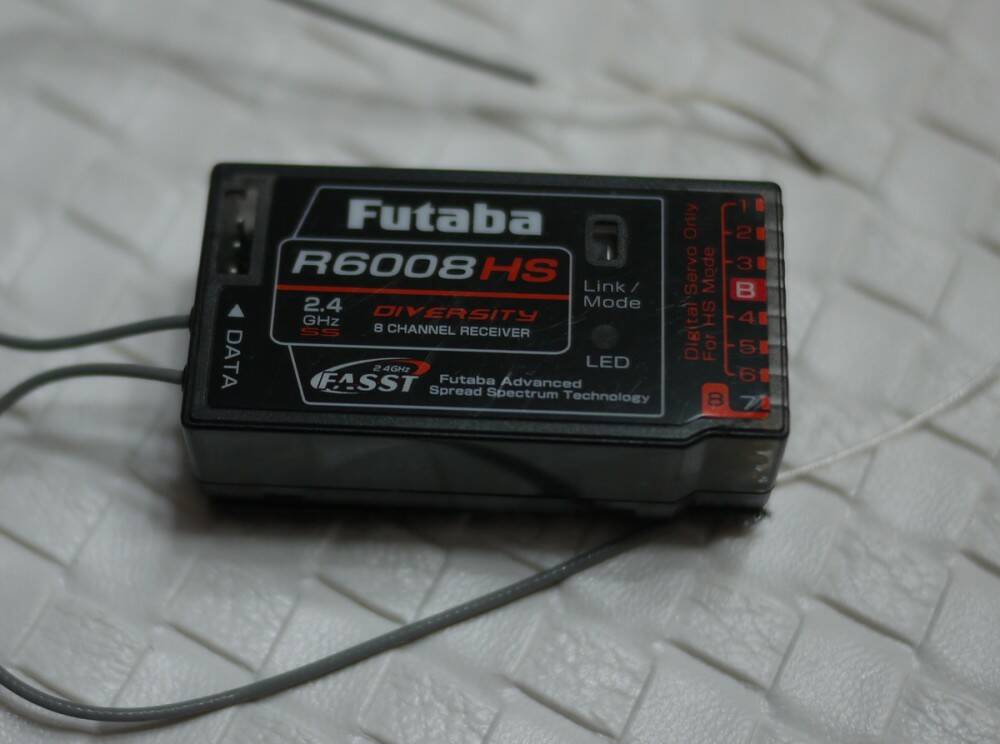 Futaba
R6008HS
2.4
GHz
SS
DIVERSITY
8 CHANNEL RECEIVER
2.4GHz
FASST
Futaba Advanced
Spread Spectrum Technology
◀ DATA
Link /
Mode
LED
Digital Servo Only
For HS Mode
1
2
3
B
4
5
6
8 7